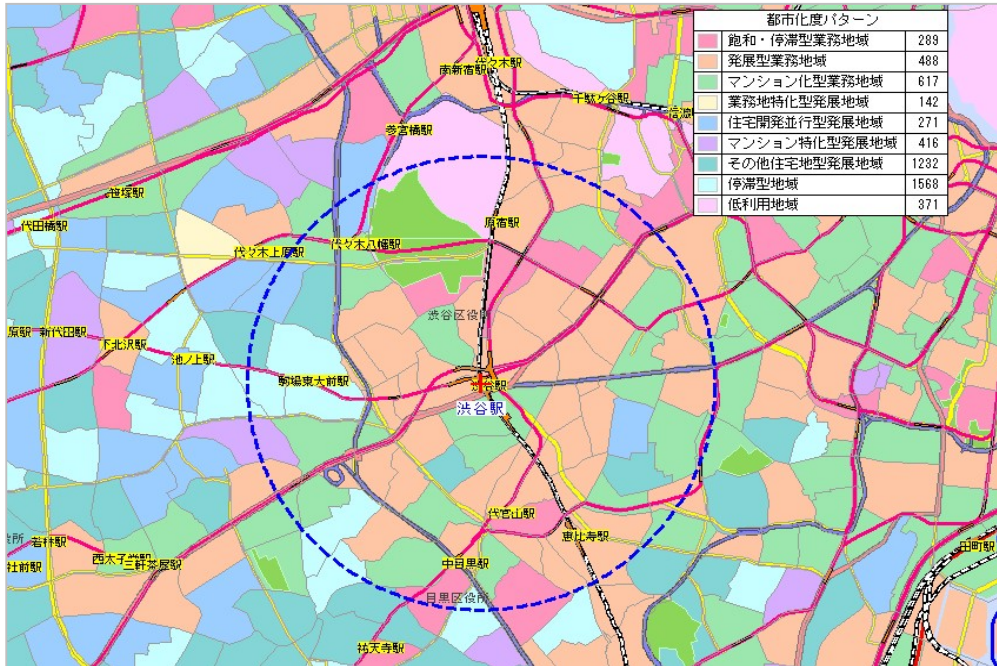 都市化度パターン
飽和・停滞型業務地域 289
発展型業務地域 488
マンション化型業務地域 617
業務地特化型発展地域 142
住宅開発並行型発展地域 271
マンション特化型発展地域 416
その他住宅地型発展地域 1232
停滞型地域 1568
低利用地域 371
代々木駅
南新宿駅
千駄ヶ谷駅
参宮橋駅
笹塚駅
代田橋駅
原宿駅
代々木八幡駅
代々木上原駅
渋谷区役所
新代田駅
下北沢駅
池ノ上駅
駒場東大前駅
渋谷駅
渋谷駅
代官山駅
恵比寿駅
若林駅
西太子堂駅
三軒茶屋駅
中目黒駅
田町駅
目黒区役所
祐天寺駅